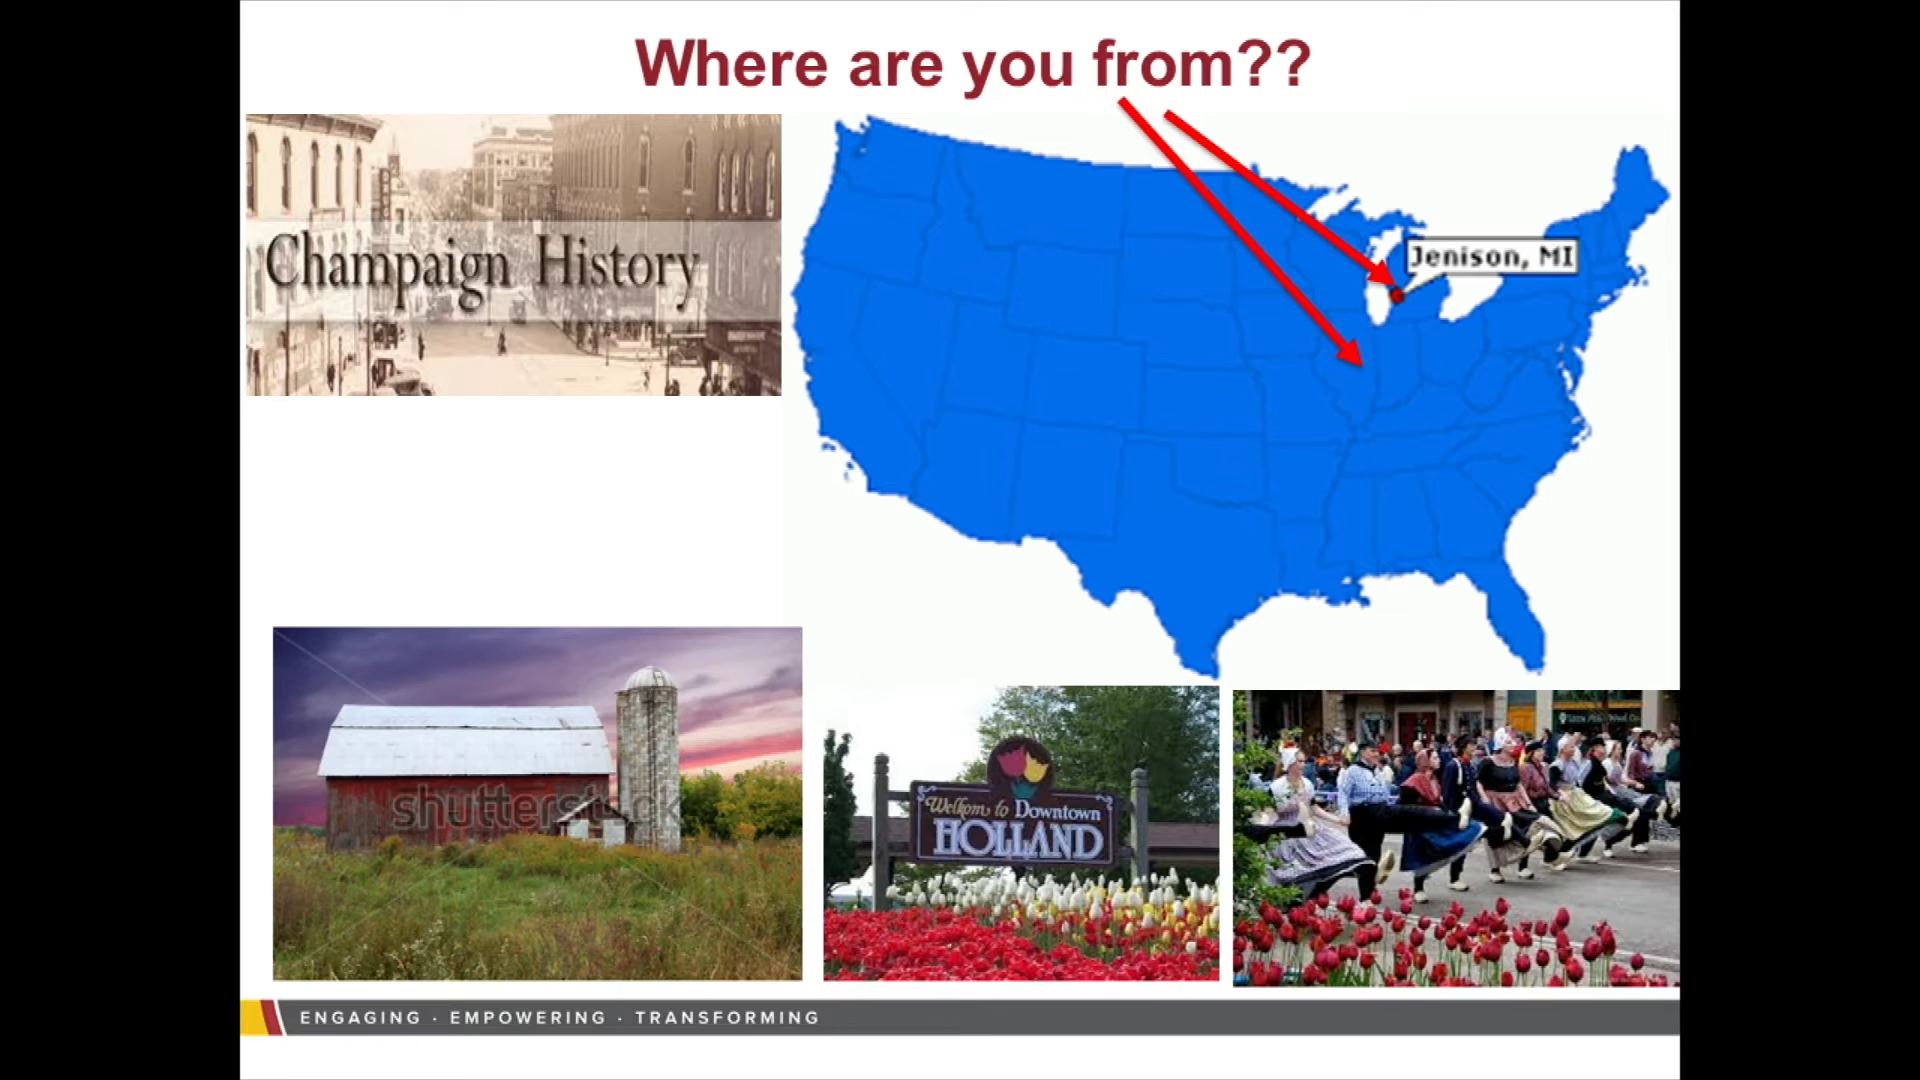 Where are you from??
Champaign History
Jenison, MI
shutterstock
Welkom to Downtown
HOLLAND
ENGAGING · EMPOWERING · TRANSFORMING